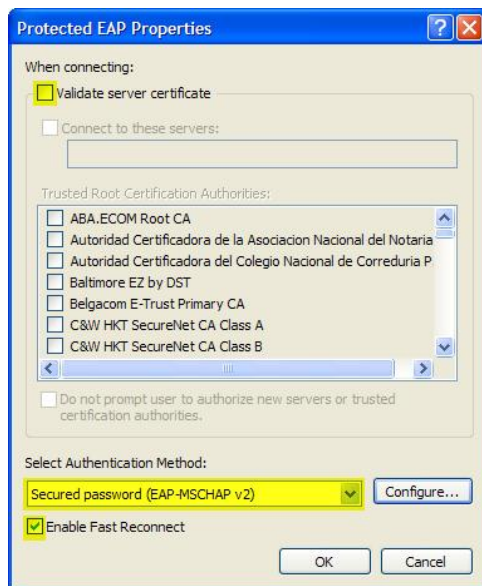 Protected EAP Properties
When connecting:
Validate server certificate
Connect to these servers:
Trusted Root Certification Authorities:
ABA.ECOM Root CA
Autoridad Certificadora de la Asociacion Nacional del Notaria
Autoridad Certificadora del Colegio Nacional de Correduria P
Baltimore EZ by DST
Belgacom E-Trust Primary CA
C&W HKT SecureNet CA Class A
C&W HKT SecureNet CA Class B
Do not prompt user to authorize new servers or trusted
certification authorities.
Select Authentication Method:
Secured password (EAP-MSCHAP v2)
Configure...
Enable Fast Reconnect
OK
Cancel